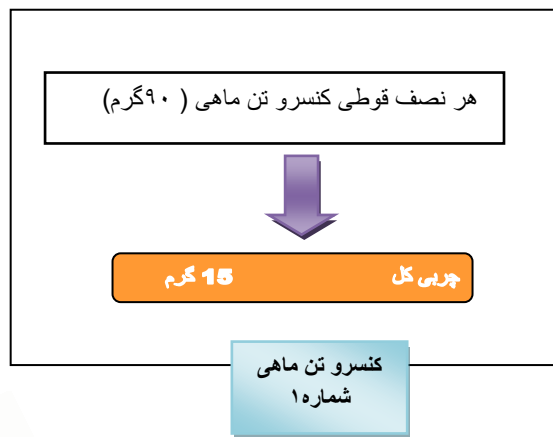 هر نصف قوطی کنسرو تن ماهی ( ۹۰گرم)
چربی کل 15 گرم
کنسرو تن ماهی
شماره۱